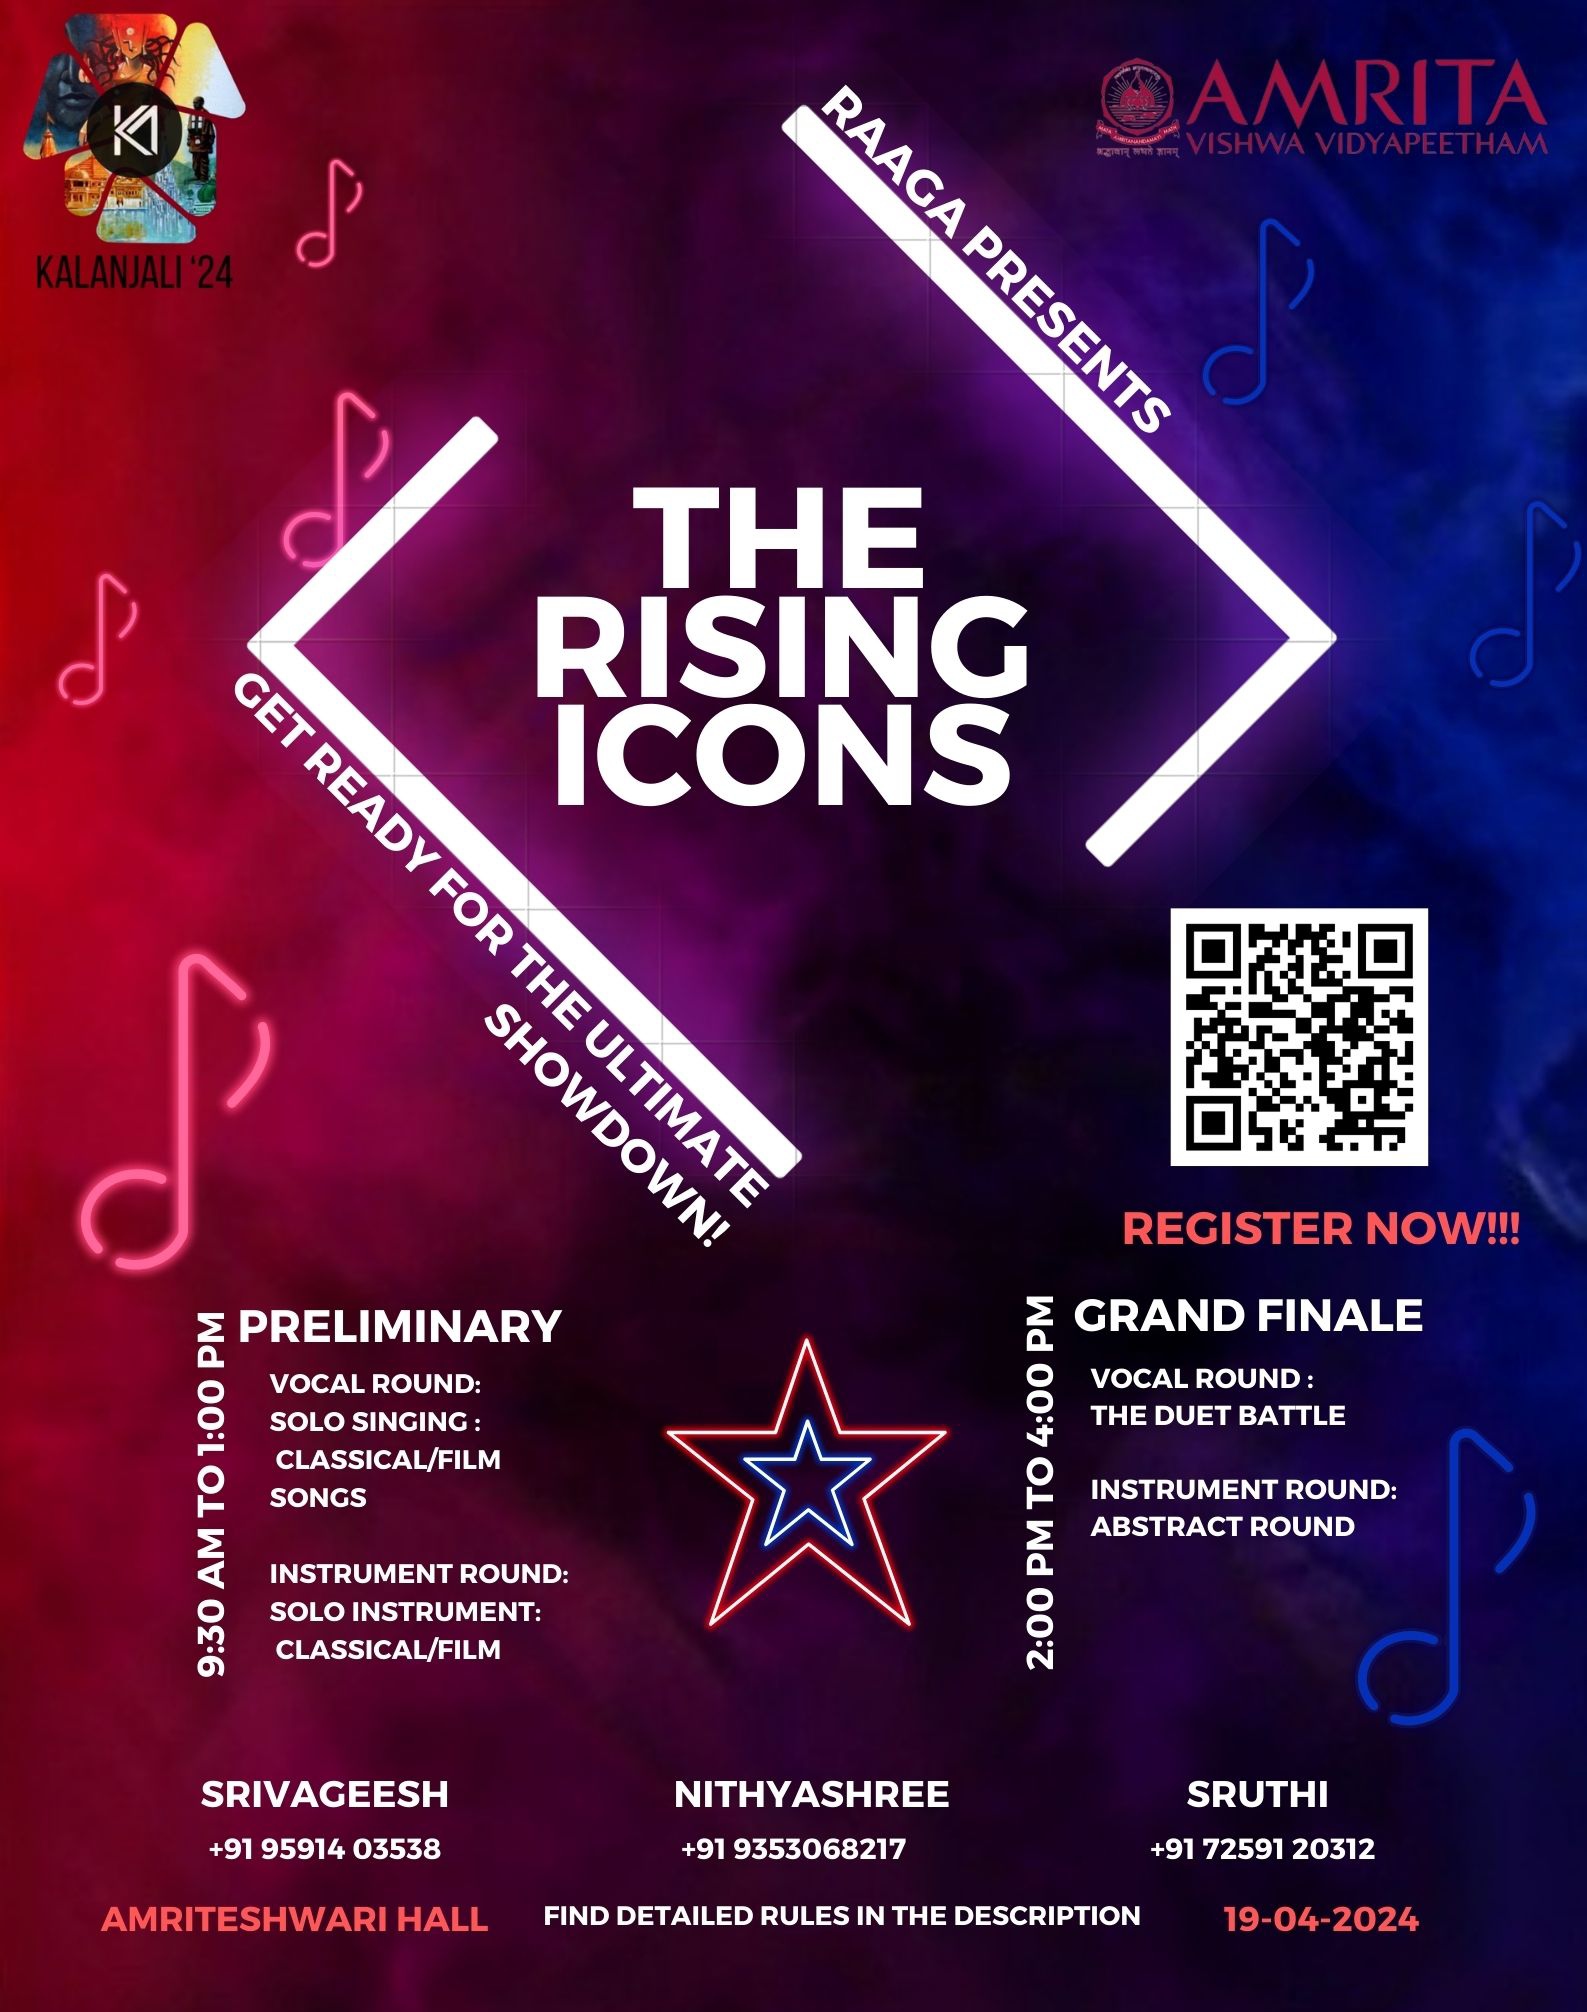 KALANJALI ‘24
AMRITA
VISHWA VIDYAPEETHAM
श्रद्धावान् लभते ज्ञानम्
RAAGA PRESENTS
THE
RISING
ICONS
GET READY FOR THE ULTIMATE
SHOWDOWN!
REGISTER NOW!!!
9:30 AM TO 1:00 PM
PRELIMINARY
VOCAL ROUND:
SOLO SINGING :
CLASSICAL/FILM
SONGS
INSTRUMENT ROUND:
SOLO INSTRUMENT:
CLASSICAL/FILM
2:00 PM TO 4:00 PM
GRAND FINALE
VOCAL ROUND :
THE DUET BATTLE
INSTRUMENT ROUND:
ABSTRACT ROUND
SRIVAGEESH
+91 95914 03538
NITHYASHREE
+91 9353068217
SRUTHI
+91 72591 20312
AMRITESHWARI HALL
FIND DETAILED RULES IN THE DESCRIPTION
19-04-2024